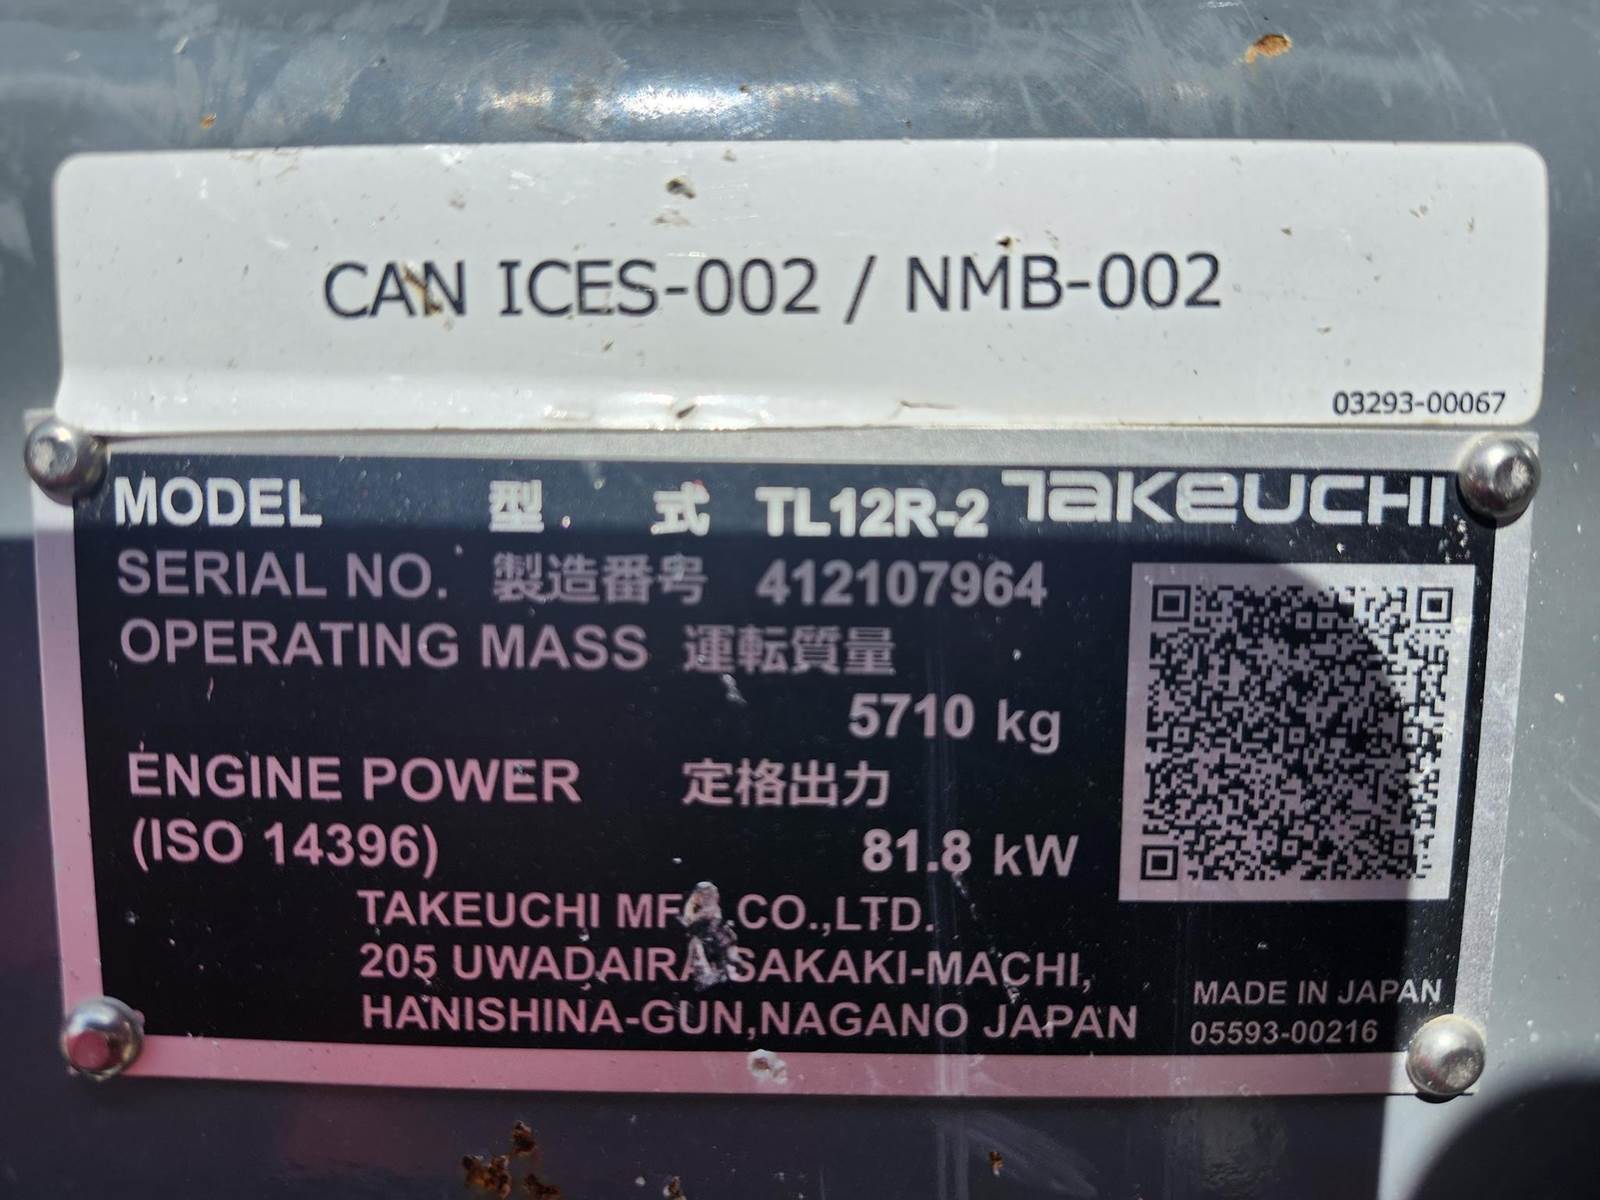 CAN ICES-002 / NMB-002
03293-00067
MODEL 型 式 TL12R-2 TAKEUCHI
SERIAL NO. 製造番号 412107964
OPERATING MASS 運転質量
5710 kg
ENGINE POWER 定格出力
(ISO 14396) 81.8 kW
TAKEUCHI MFG.CO.,LTD.
205 UWADAIRA,SAKAKI-MACHI,
HANISHINA-GUN,NAGANO JAPAN
MADE IN JAPAN
05593-00216